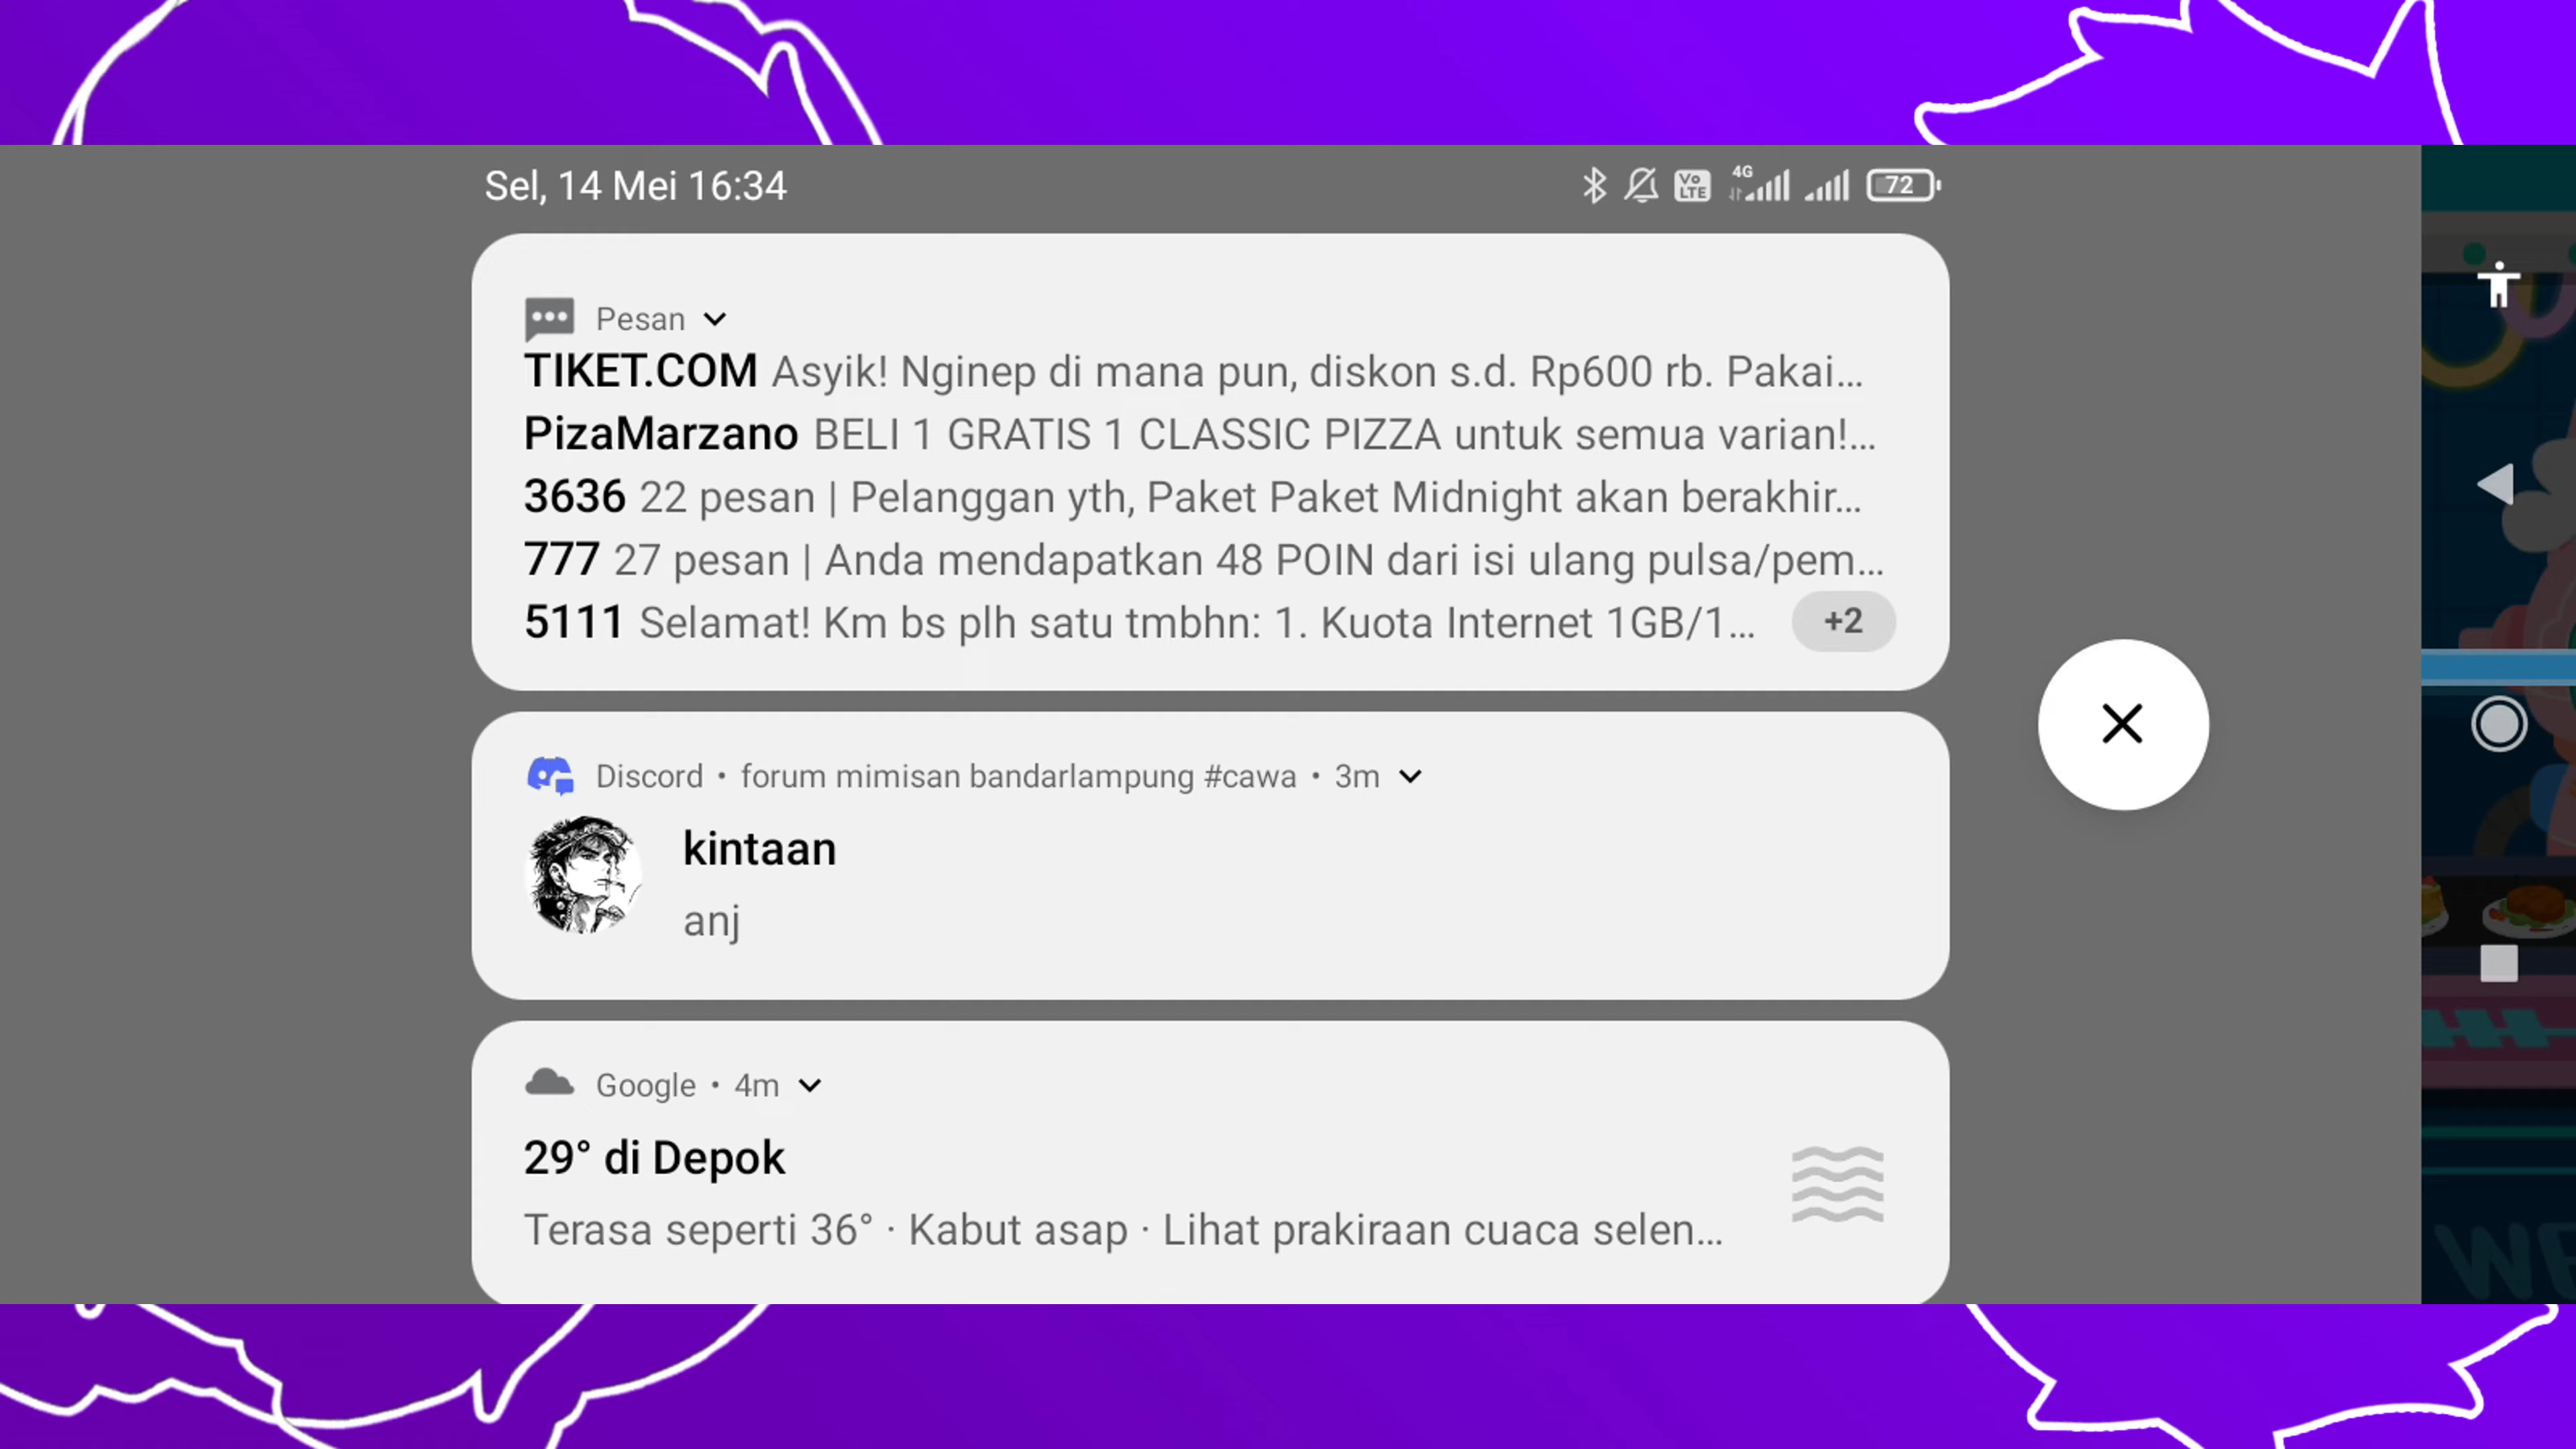 Sel, 14 Mei 16:34
Vo LTE 4G 72
Pesan
TIKET.COM Asyik! Nginep di mana pun, diskon s.d. Rp600 rb. Pakai...
PizaMarzano BELI 1 GRATIS 1 CLASSIC PIZZA untuk semua varian!...
3636 22 pesan | Pelanggan yth, Paket Paket Midnight akan berakhir...
777 27 pesan | Anda mendapatkan 48 POIN dari isi ulang pulsa/pem...
5111 Selamat! Km bs plh satu tmbhn: 1. Kuota Internet 1GB/1... +2
Discord • forum mimisan bandarlampung #cawa • 3m
kintaan
anj
Google • 4m
29° di Depok
Terasa seperti 36° · Kabut asap · Lihat prakiraan cuaca selen...